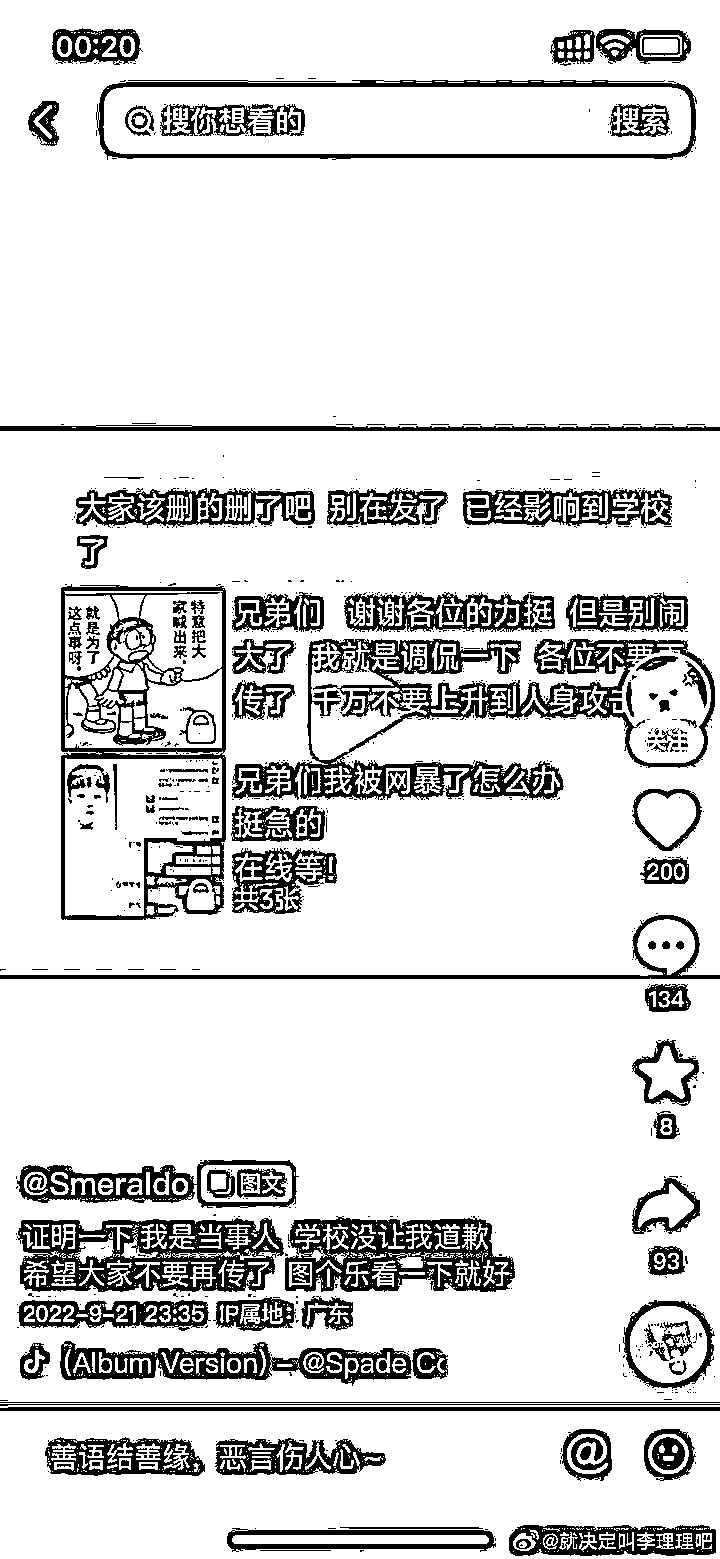 00:20
搜你想看的 搜索
大家该删的删了吧 别在发了 已经影响到学校
了
特意把大
家喊出来,
就是为了
这点事呀。
兄弟们 谢谢各位的力挺 但是别闹
大了 我就是调侃一下 各位不要再
传了 千万不要上升到人身攻击
关注
兄弟们我被网暴了怎么办
挺急的
在线等!
共3张
200
134
8
93
@Smeraldo 图文
证明一下 我是当事人 学校没让我道歉
希望大家不要再传了 图个乐看一下就好
2022-9-21 23:35 IP属地：广东
(Album Version) - @Spade Co
善语结善缘，恶言伤人心~
@就决定叫李理理吧